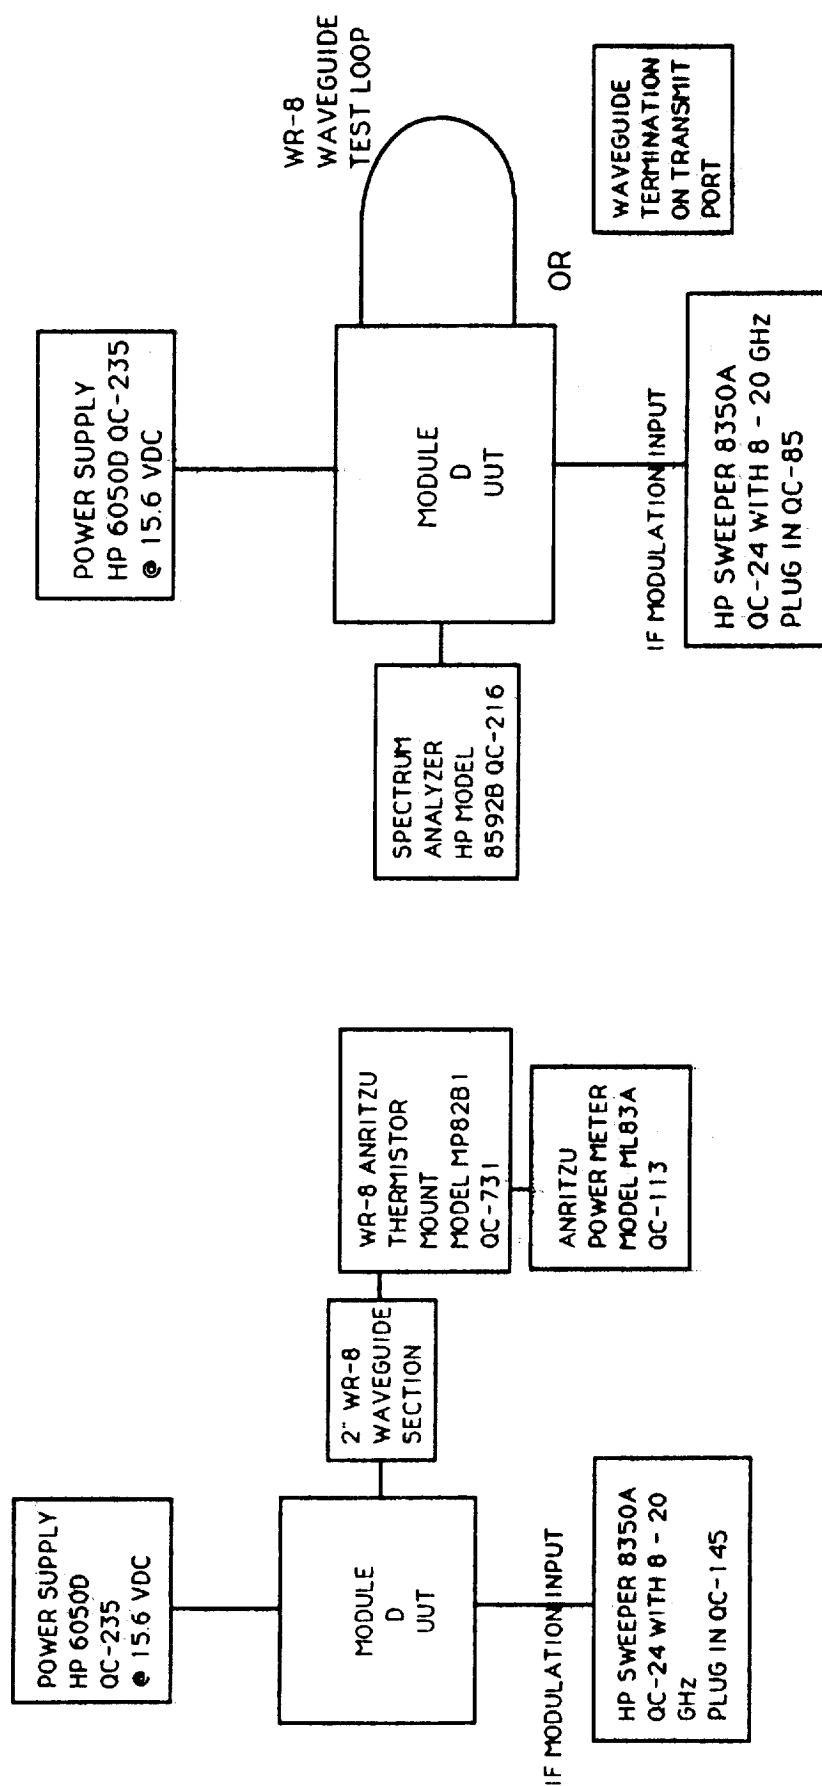 POWER SUPPLY
HP 6050D
QC-235
@ 15.6 VDC
MODULE
D
UUT
2" WR-8
WAVEGUIDE
SECTION
WR-8 ANRITZU
THERMISTOR
MOUNT
MODEL MP82B1
QC-731
ANRITZU
POWER METER
MODEL ML83A
QC-113
IF MODULATION INPUT
HP SWEEPER 8350A
QC-24 WITH 8 - 20
GHZ
PLUG IN QC-145
POWER SUPPLY
HP 6050D QC-235
@ 15.6 VDC
SPECTRUM
ANALYZER
HP MODEL
8592B QC-216
MODULE
D
UUT
WR-8
WAVEGUIDE
TEST LOOP
OR
WAVEGUIDE
TERMINATION
ON TRANSMIT
PORT
IF MODULATION INPUT
HP SWEEPER 8350A
QC-24 WITH 8 - 20 GHz
PLUG IN QC-85